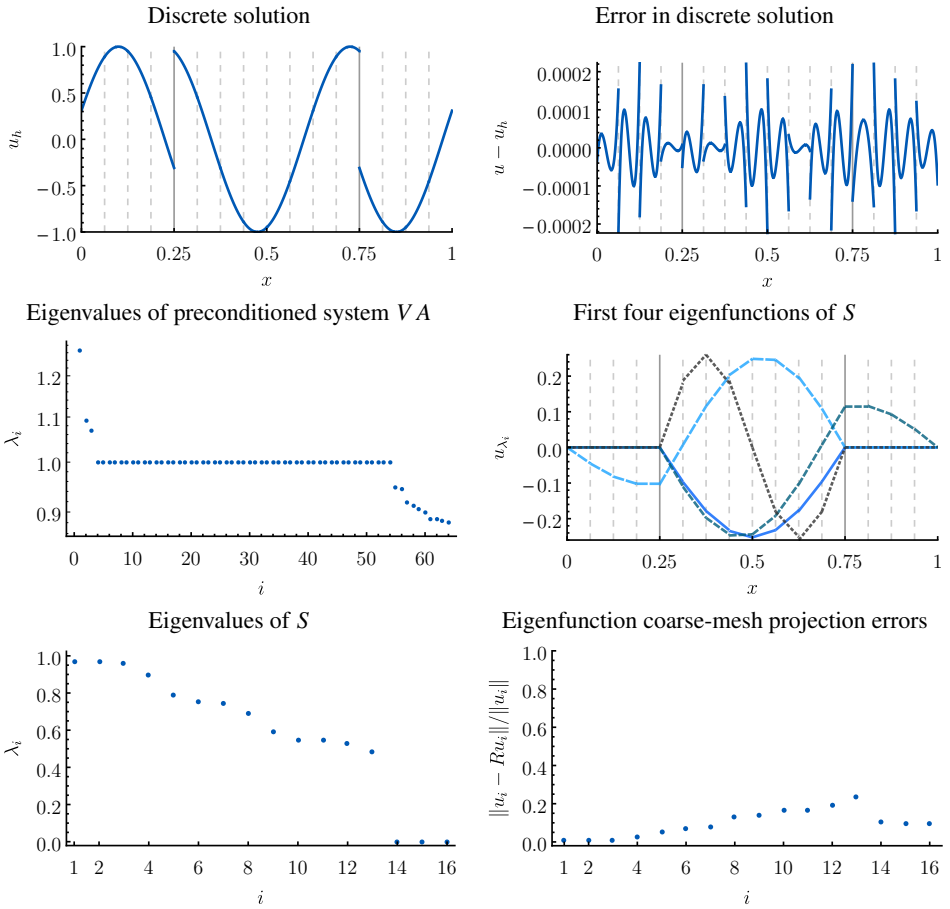 Discrete solution
1.0
0.5
0.0
−0.5
−1.0
u_h
0 0.25 0.5 0.75 1
x
Error in discrete solution
0.0002
0.0001
0.0000
−0.0001
−0.0002
u − u_h
0 0.25 0.5 0.75 1
x
Eigenvalues of preconditioned system V A
1.2
1.1
1.0
0.9
λ_i
0 10 20 30 40 50 60
i
First four eigenfunctions of S
0.2
0.1
0.0
−0.1
−0.2
u_{λ_i}
0 0.25 0.5 0.75 1
x
Eigenvalues of S
1.0
0.8
0.6
0.4
0.2
0.0
λ_i
1 2 4 6 8 10 12 14 16
i
Eigenfunction coarse-mesh projection errors
1.0
0.8
0.6
0.4
0.2
0.0
||u_i − Ru_i||/||u_i||
1 2 4 6 8 10 12 14 16
i